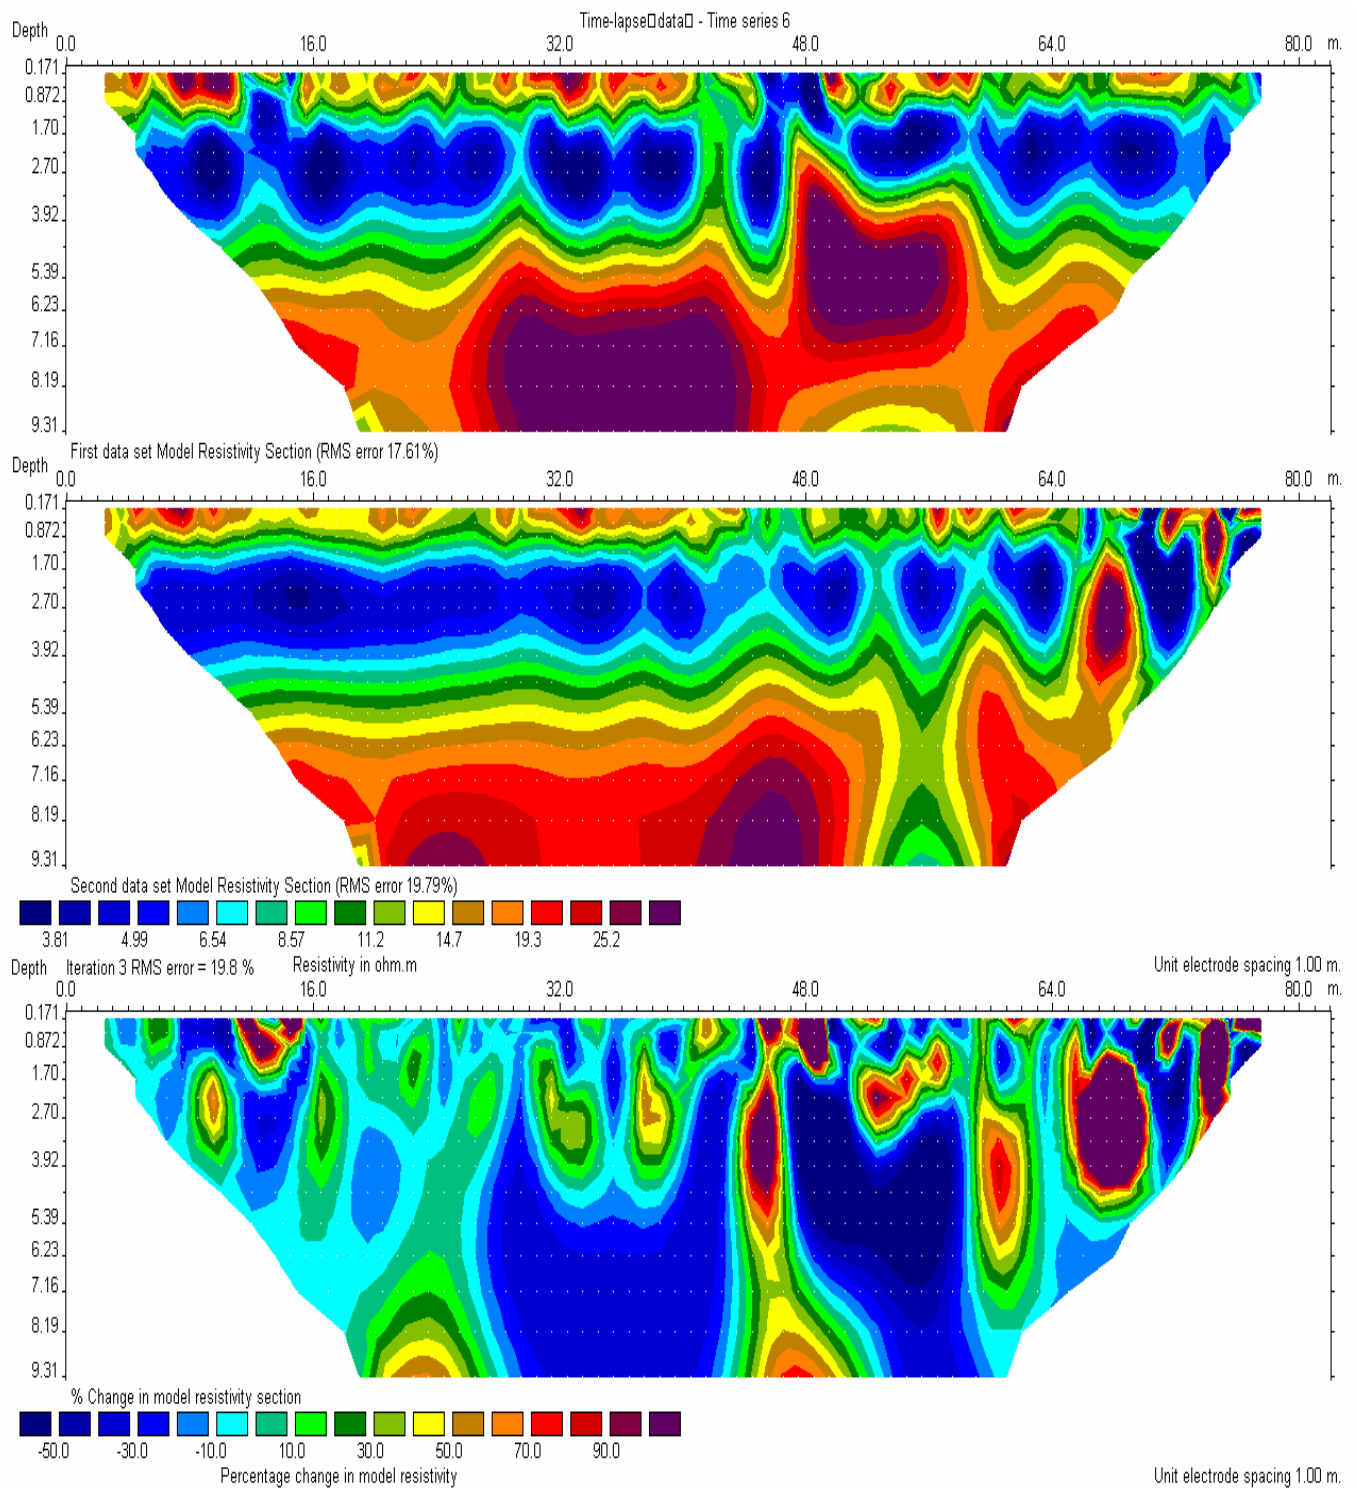 Time-lapse□data□ - Time series 6
Depth 0.0 16.0 32.0 48.0 64.0 80.0 m.
0.171
0.872
1.70
2.70
3.92
5.39
6.23
7.16
8.19
9.31
First data set Model Resistivity Section (RMS error 17.61%)
Depth 0.0 16.0 32.0 48.0 64.0 80.0 m.
0.171
0.872
1.70
2.70
3.92
5.39
6.23
7.16
8.19
9.31
Second data set Model Resistivity Section (RMS error 19.79%)
3.81 4.99 6.54 8.57 11.2 14.7 19.3 25.2
Depth Iteration 3 RMS error = 19.8 % Resistivity in ohm.m Unit electrode spacing 1.00 m.
0.0 16.0 32.0 48.0 64.0 80.0 m.
0.171
0.872
1.70
2.70
3.92
5.39
6.23
7.16
8.19
9.31
% Change in model resistivity section
-50.0 -30.0 -10.0 10.0 30.0 50.0 70.0 90.0
Percentage change in model resistivity Unit electrode spacing 1.00 m.